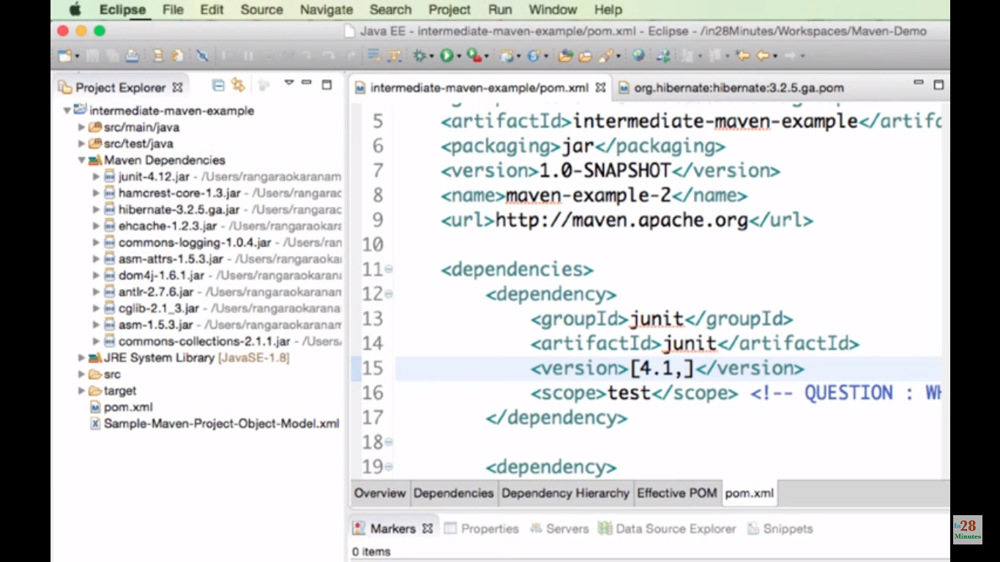 Eclipse File Edit Source Navigate Search Project Run Window Help
Java EE - intermediate-maven-example/pom.xml - Eclipse - /in28Minutes/Workspaces/Maven-Demo
Project Explorer
intermediate-maven-example
src/main/java
src/test/java
Maven Dependencies
junit-4.12.jar - /Users/rangaraokaranam
hamcrest-core-1.3.jar - /Users/rangarao
hibernate-3.2.5.ga.jar - /Users/rangarao
ehcache-1.2.3.jar - /Users/rangaraokara
commons-logging-1.0.4.jar - /Users/ran
asm-attrs-1.5.3.jar - /Users/rangaraokar
dom4j-1.6.1.jar - /Users/rangaraokarana
antlr-2.7.6.jar - /Users/rangaraokaranam
cglib-2.1_3.jar - /Users/rangaraokarana
asm-1.5.3.jar - /Users/rangaraokaranam
commons-collections-2.1.1.jar - /Users/
JRE System Library [JavaSE-1.8]
src
target
pom.xml
Sample-Maven-Project-Object-Model.xml
intermediate-maven-example/pom.xml org.hibernate:hibernate:3.2.5.ga.pom
5 <artifactId>intermediate-maven-example</artifa
6 <packaging>jar</packaging>
7 <version>1.0-SNAPSHOT</version>
8 <name>maven-example-2</name>
9 <url>http://maven.apache.org</url>
10
11 <dependencies>
12 <dependency>
13 <groupId>junit</groupId>
14 <artifactId>junit</artifactId>
15 <version>[4.1,]</version>
16 <scope>test</scope> <!-- QUESTION : WH
17 </dependency>
18
19 <dependency>
Overview Dependencies Dependency Hierarchy Effective POM pom.xml
Markers Properties Servers Data Source Explorer Snippets
0 items
In 28
Minutes